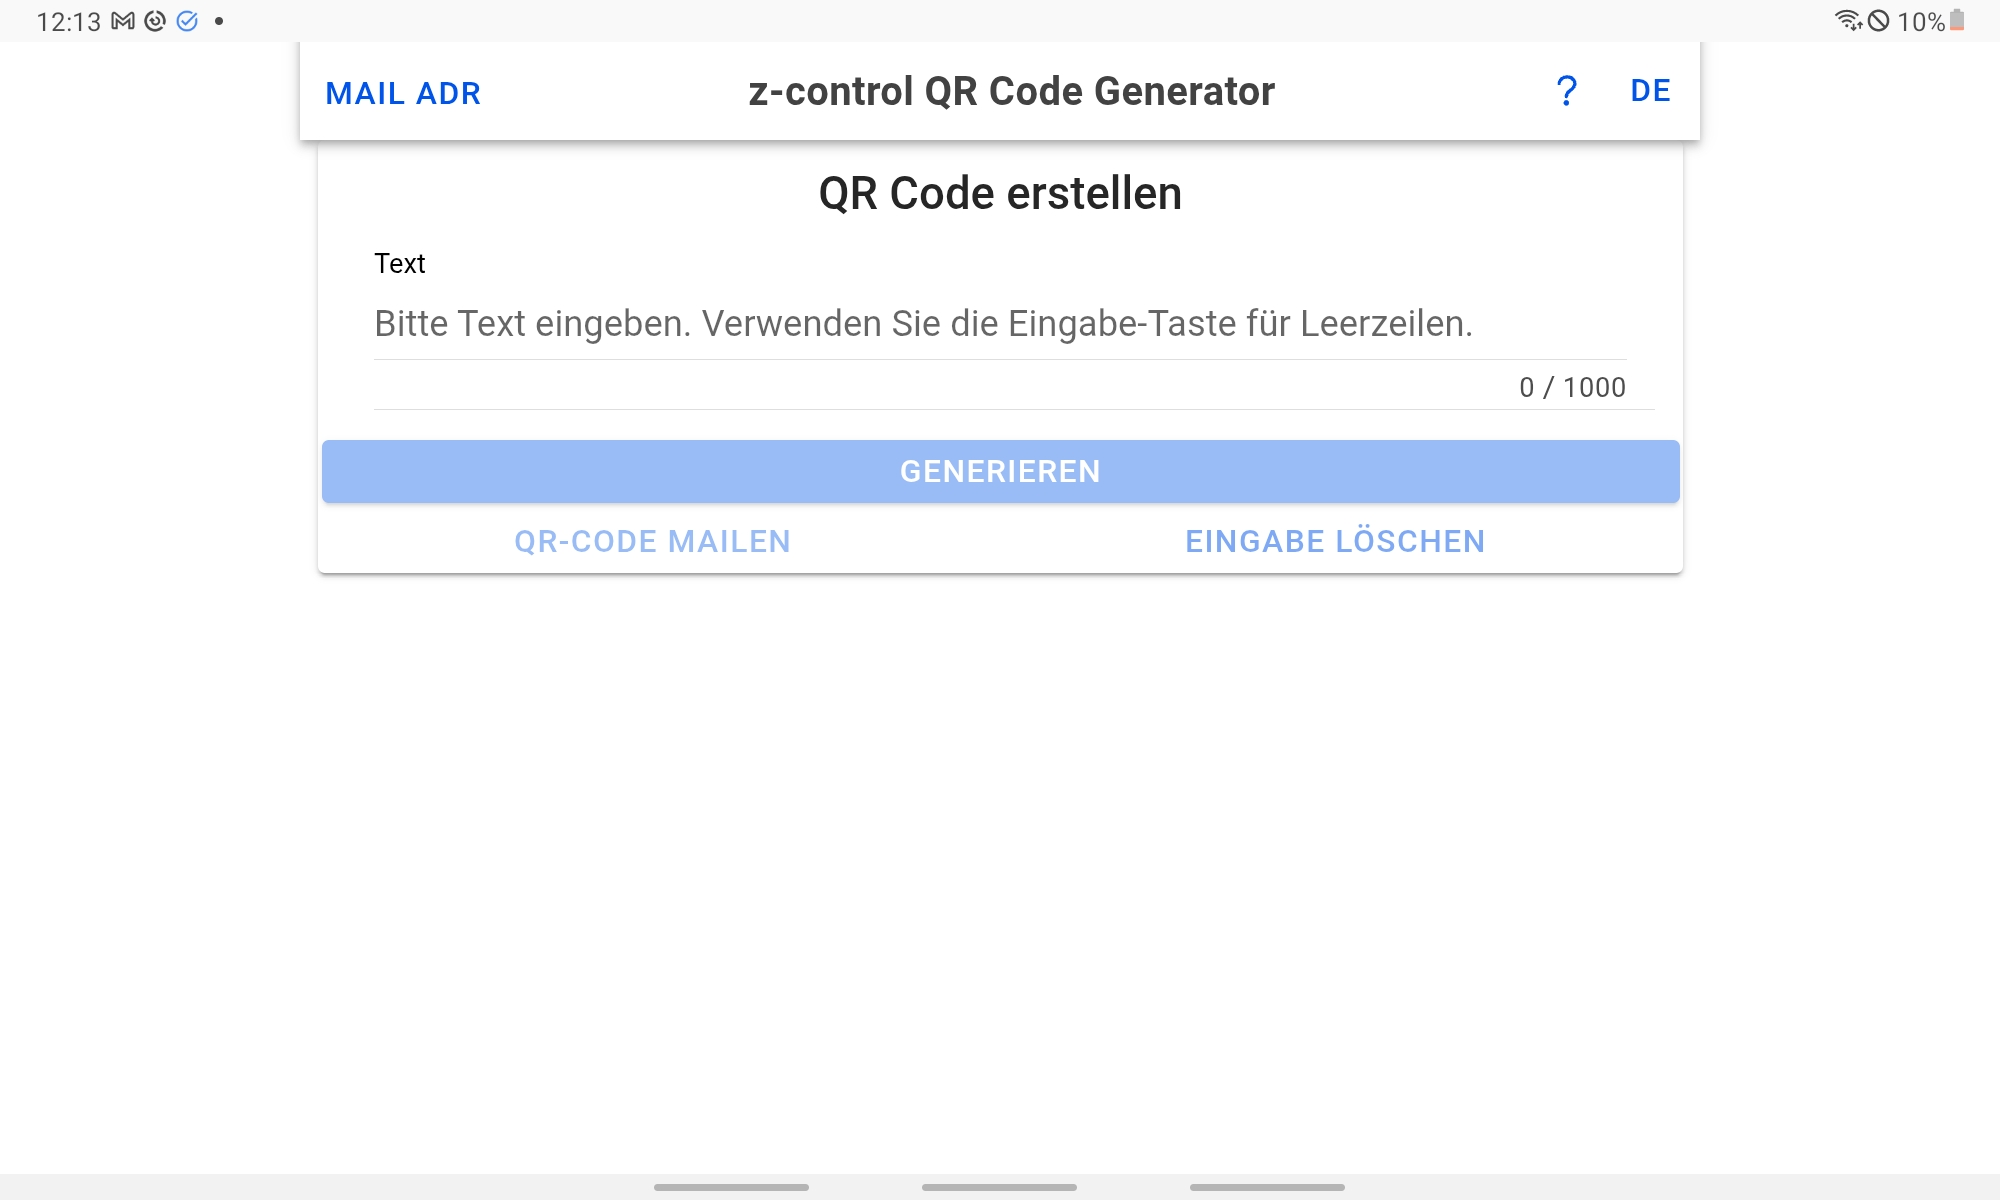 12:13
10%
MAIL ADR
z-control QR Code Generator
? DE
QR Code erstellen
Text
Bitte Text eingeben. Verwenden Sie die Eingabe-Taste für Leerzeilen.
0 / 1000
GENERIEREN
QR-CODE MAILEN
EINGABE LÖSCHEN